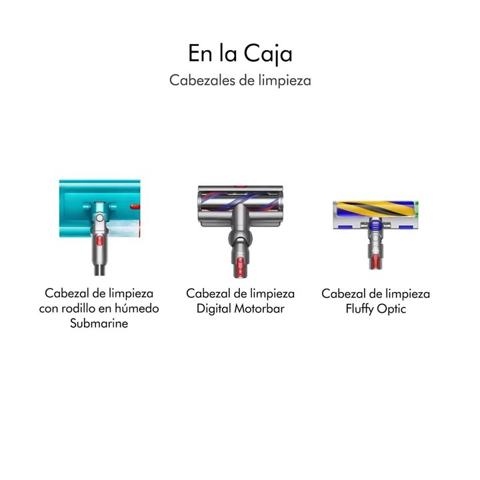 En la Caja
Cabezales de limpieza
Cabezal de limpieza
con rodillo en húmedo
Submarine
Cabezal de limpieza
Digital Motorbar
Cabezal de limpieza
Fluffy Optic